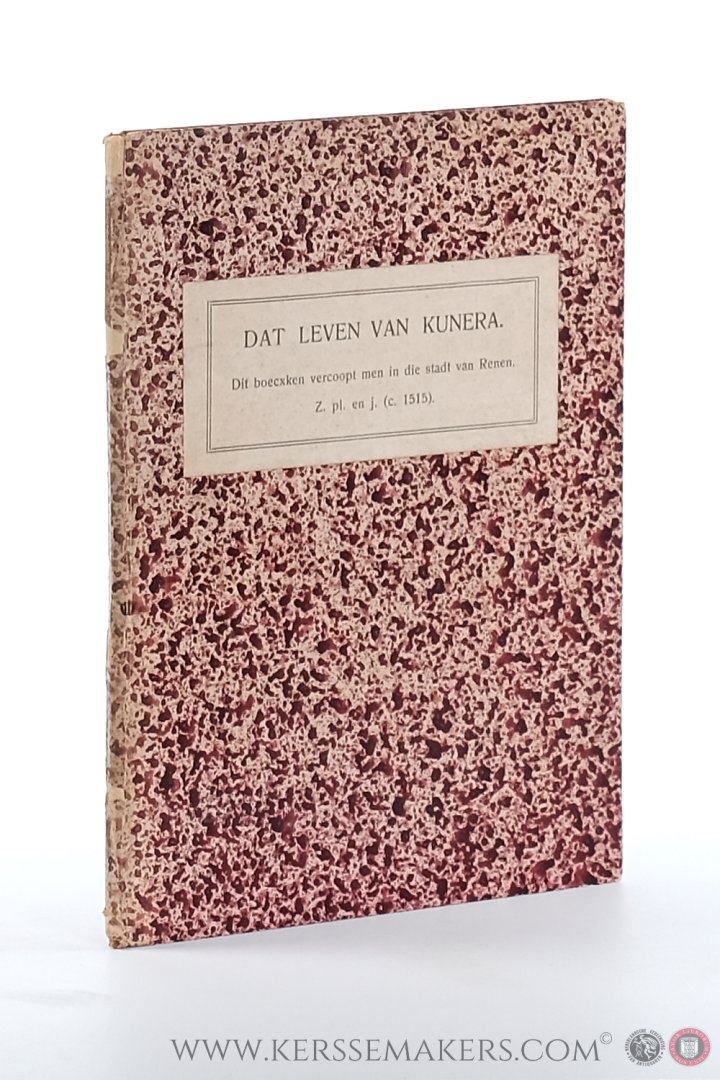 DAT LEVEN VAN KUNERA.
Dit boecxken vercoopt men in die stadt van Renen.
Z. pl. en j. (c. 1515).
WWW.KERSSEMAKERS.COM©